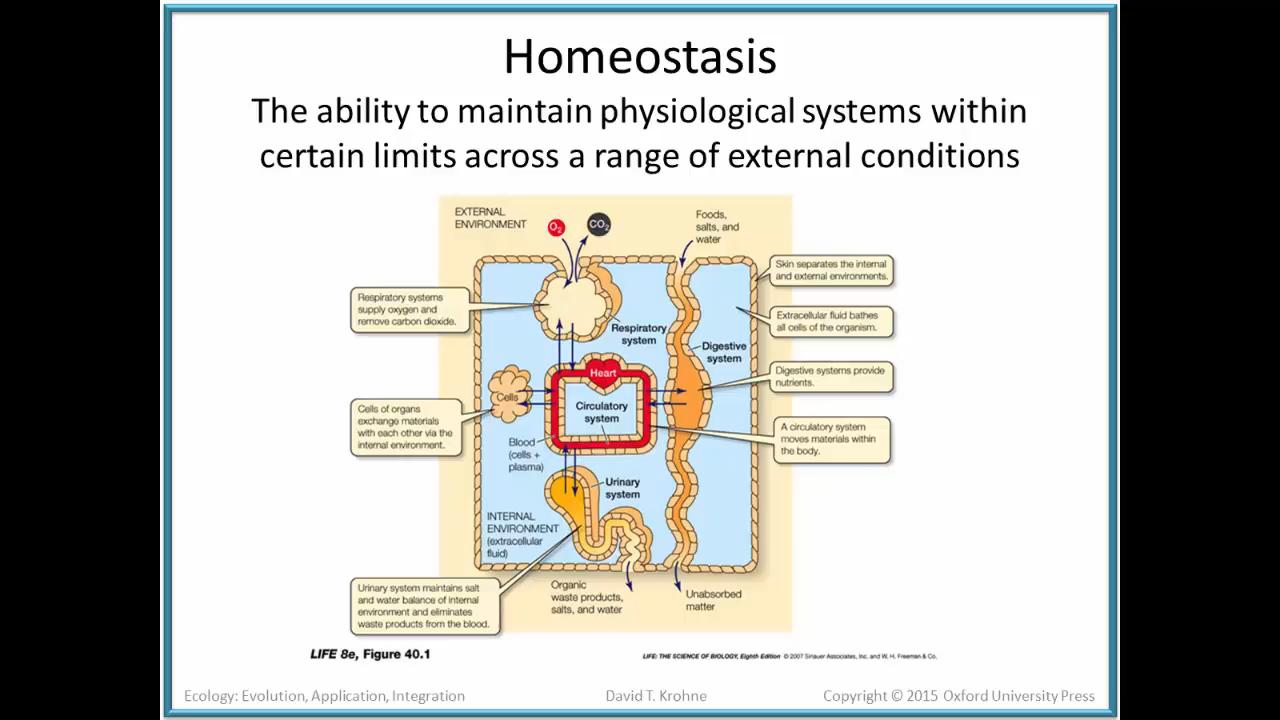 Homeostasis
The ability to maintain physiological systems within
certain limits across a range of external conditions
EXTERNAL
ENVIRONMENT
O2
CO2
Foods,
salts, and
water
Skin separates the internal
and external environments.
Respiratory systems
supply oxygen and
remove carbon dioxide.
Extracellular fluid bathes
all cells of the organism.
Respiratory
system
Digestive
system
Heart
Digestive systems provide
nutrients.
Cells
Circulatory
system
Cells of organs
exchange materials
with each other via the
internal environment.
A circulatory system
moves materials within
the body.
Blood
(cells +
plasma)
Urinary
system
INTERNAL
ENVIRONMENT
(extracellular
fluid)
Urinary system maintains salt
and water balance of internal
environment and eliminates
waste products from the blood.
Organic
waste products,
salts, and water
Unabsorbed
matter
LIFE 8e, Figure 40.1
LIFE: THE SCIENCE OF BIOLOGY, Eighth Edition © 2007 Sinauer Associates, Inc. and W. H. Freeman & Co.
Ecology: Evolution, Application, Integration
David T. Krohne
Copyright © 2015 Oxford University Press